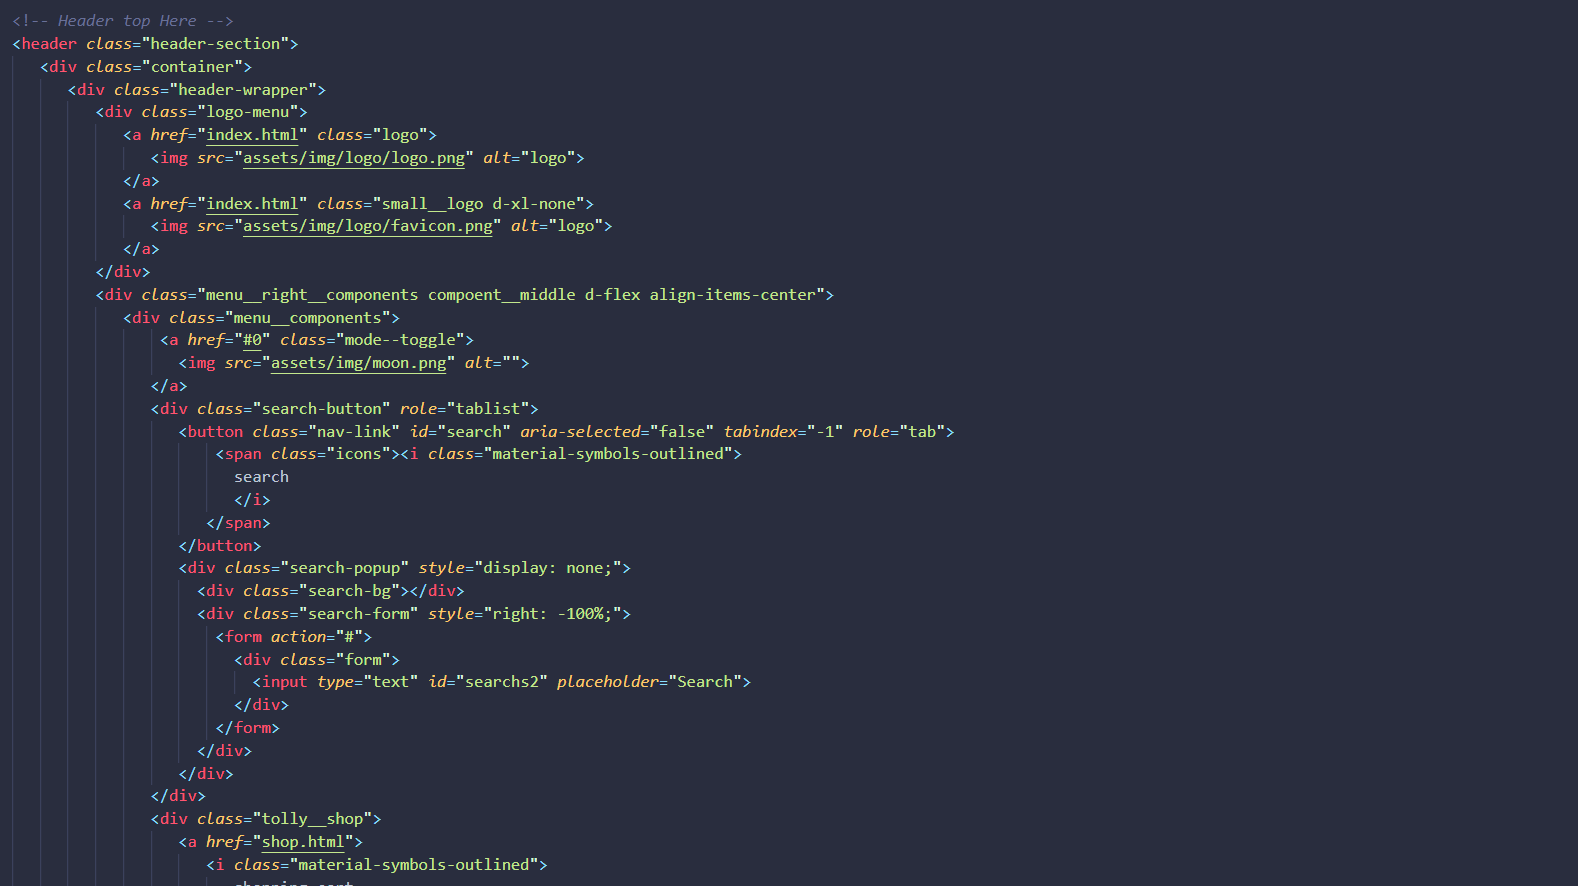 <!-- Header top Here -->
<header class="header-section">
<div class="container">
<div class="header-wrapper">
<div class="logo-menu">
<a href="index.html" class="logo">
<img src="assets/img/logo/logo.png" alt="logo">
</a>
<a href="index.html" class="small__logo d-xl-none">
<img src="assets/img/logo/favicon.png" alt="logo">
</a>
</div>
<div class="menu__right__components compoent__middle d-flex align-items-center">
<div class="menu__components">
<a href="#0" class="mode--toggle">
<img src="assets/img/moon.png" alt="">
</a>
<div class="search-button" role="tablist">
<button class="nav-link" id="search" aria-selected="false" tabindex="-1" role="tab">
<span class="icons"><i class="material-symbols-outlined">
search
</i>
</span>
</button>
<div class="search-popup" style="display: none;">
<div class="search-bg"></div>
<div class="search-form" style="right: -100%;">
<form action="#">
<div class="form">
<input type="text" id="searchs2" placeholder="Search">
</div>
</form>
</div>
</div>
</div>
<div class="tolly__shop">
<a href="shop.html">
<i class="material-symbols-outlined">